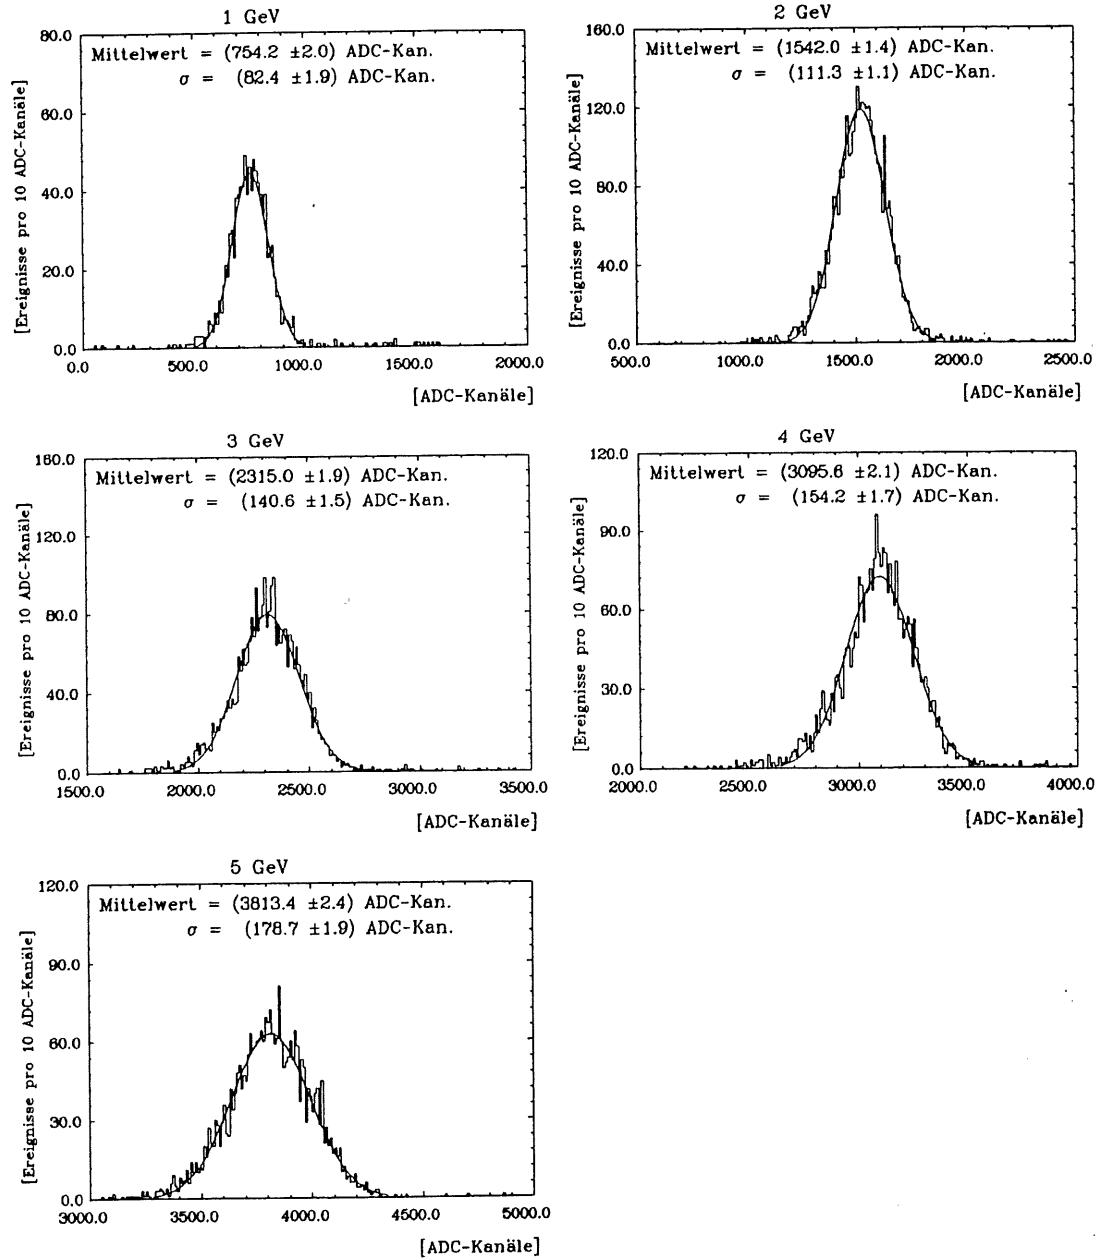 1 GeV
80.0
60.0
40.0
20.0
0.0
[Ereignisse pro 10 ADC-Kanäle]
Mittelwert = (754.2 ±2.0) ADC-Kan.
σ = (82.4 ±1.9) ADC-Kan.
0.0 500.0 1000.0 1500.0 2000.0
[ADC-Kanäle]
2 GeV
160.0
120.0
80.0
40.0
0.0
[Ereignisse pro 10 ADC-Kanäle]
Mittelwert = (1542.0 ±1.4) ADC-Kan.
σ = (111.3 ±1.1) ADC-Kan.
500.0 1000.0 1500.0 2000.0 2500.0
[ADC-Kanäle]
3 GeV
180.0
120.0
80.0
40.0
0.0
[Ereignisse pro 10 ADC-Kanäle]
Mittelwert = (2315.0 ±1.9) ADC-Kan.
σ = (140.6 ±1.5) ADC-Kan.
1500.0 2000.0 2500.0 3000.0 3500.0
[ADC-Kanäle]
4 GeV
120.0
90.0
60.0
30.0
0.0
[Ereignisse pro 10 ADC-Kanäle]
Mittelwert = (3095.6 ±2.1) ADC-Kan.
σ = (154.2 ±1.7) ADC-Kan.
2000.0 2500.0 3000.0 3500.0 4000.0
[ADC-Kanäle]
5 GeV
120.0
90.0
60.0
30.0
0.0
[Ereignisse pro 10 ADC-Kanäle]
Mittelwert = (3813.4 ±2.4) ADC-Kan.
σ = (178.7 ±1.9) ADC-Kan.
3000.0 3500.0 4000.0 4500.0 5000.0
[ADC-Kanäle]